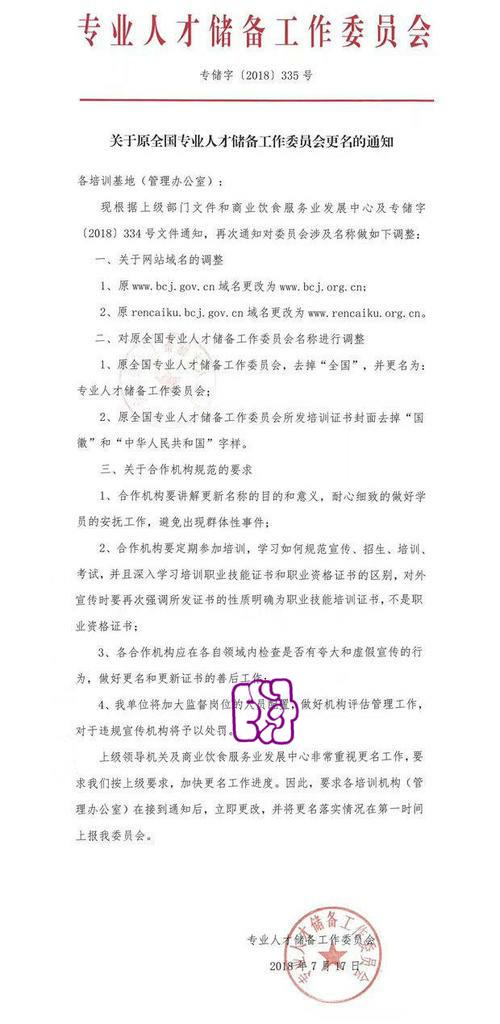 专业人才储备工作委员会
专储字〔2018〕335 号
关于原全国专业人才储备工作委员会更名的通知
各培训基地（管理办公室）：
现根据上级部门文件和商业饮食服务业发展中心及专储字
〔2018〕334 号文件通知，再次通知对委员会涉及名称做如下调整：
一、关于网站域名的调整
1、原 www.bcj.gov.cn 域名更改为 www.bcj.org.cn；
2、原 rencaiku.bcj.gov.cn 域名更改为 www.rencaiku.org.cn。
二、对原全国专业人才储备工作委员会名称进行调整
1、原全国专业人才储备工作委员会，去掉“全国”，并更名为：
专业人才储备工作委员会；
2、原全国专业人才储备工作委员会所发培训证书封面去掉“国
徽”和“中华人民共和国”字样。
三、关于合作机构规范的要求
1、合作机构要讲解更新名称的目的和意义，耐心细致的做好学
员的安抚工作，避免出现群体性事件；
2、合作机构要定期参加培训，学习如何规范宣传、招生、培训、
考试，并且深入学习培训职业技能证书和职业资格证书的区别，对外
宣传时要再次强调所发证书的性质明确为职业技能培训证书，不是职
业资格证书；
3、各合作机构应在各自领域内检查是否有夸大和虚假宣传的行
为，做好更名和更新证书的善后工作；
4、我单位将加大监督岗位的人员配置，做好机构评估管理工作，
对于违规宣传机构将予以处罚。
上级领导机关及商业饮食服务业发展中心非常重视更名工作，要
求我们按上级要求，加快更名工作进度。因此，要求各培训机构（管
理办公室）在接到通知后，立即更改，并将更名落实情况在第一时间
上报我委员会。
专业人才储备工作委员会
2018 年 7 月 17 日
专业人才储备工作委员会